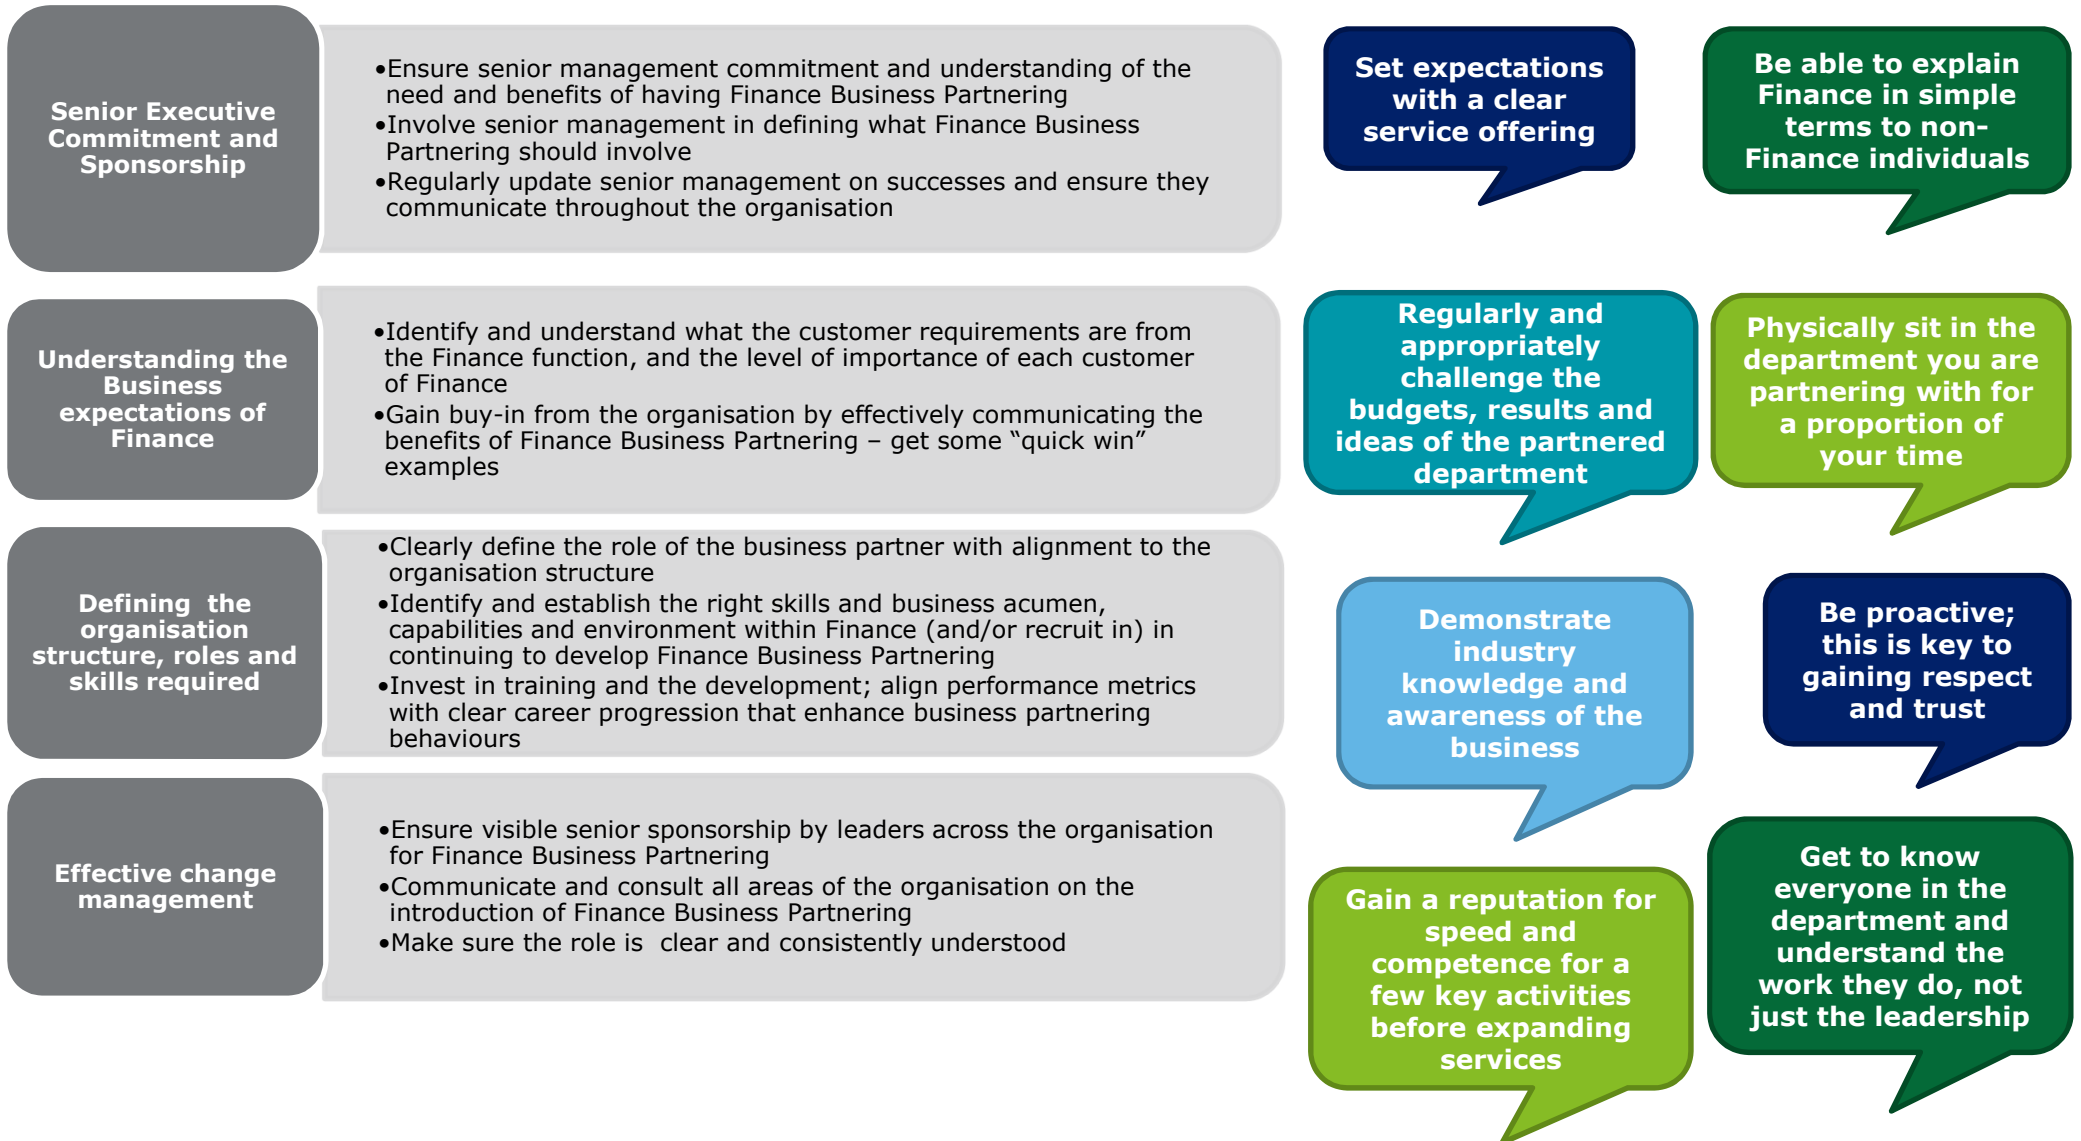 Senior Executive
Commitment and
Sponsorship
•Ensure senior management commitment and understanding of the
need and benefits of having Finance Business Partnering
•Involve senior management in defining what Finance Business
Partnering should involve
•Regularly update senior management on successes and ensure they
communicate throughout the organisation
Understanding the
Business
expectations of
Finance
•Identify and understand what the customer requirements are from
the Finance function, and the level of importance of each customer
of Finance
•Gain buy-in from the organisation by effectively communicating the
benefits of Finance Business Partnering – get some “quick win”
examples
Defining  the
organisation
structure, roles and
skills required
•Clearly define the role of the business partner with alignment to the
organisation structure
•Identify and establish the right skills and business acumen,
capabilities and environment within Finance (and/or recruit in) in
continuing to develop Finance Business Partnering
•Invest in training and the development; align performance metrics
with clear career progression that enhance business partnering
behaviours
Effective change
management
•Ensure visible senior sponsorship by leaders across the organisation
for Finance Business Partnering
•Communicate and consult all areas of the organisation on the
introduction of Finance Business Partnering
•Make sure the role is  clear and consistently understood
Set expectations
with a clear
service offering
Be able to explain
Finance in simple
terms to non-
Finance individuals
Regularly and
appropriately
challenge the
budgets, results and
ideas of the partnered
department
Physically sit in the
department you are
partnering with for
a proportion of
your time
Demonstrate
industry
knowledge and
awareness of the
business
Be proactive;
this is key to
gaining respect
and trust
Gain a reputation for
speed and
competence for a
few key activities
before expanding
services
Get to know
everyone in the
department and
understand the
work they do, not
just the leadership